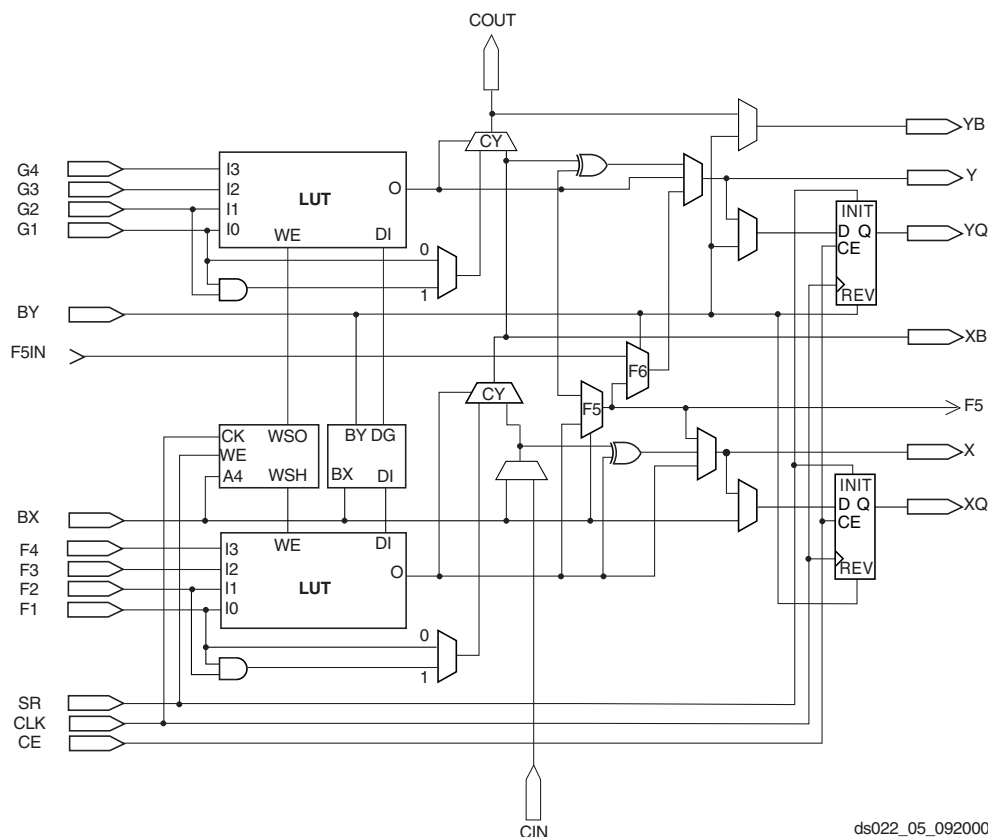 COUT
YB
G4 I3
G3 I2 LUT O Y
G2 I1
G1 I0 INIT
WE DI D Q YQ
CE
0
1
REV
BY
CY
XB
F5IN
F6
CY
F5
F5
CK WSO BY DG
WE X
A4 WSH BX DI
INIT
BX D Q XQ
CE
F4 I3 WE DI
F3 I2 O REV
F2 I1 LUT
F1 I0
0
1
SR
CLK
CE
CIN
ds022_05_092000